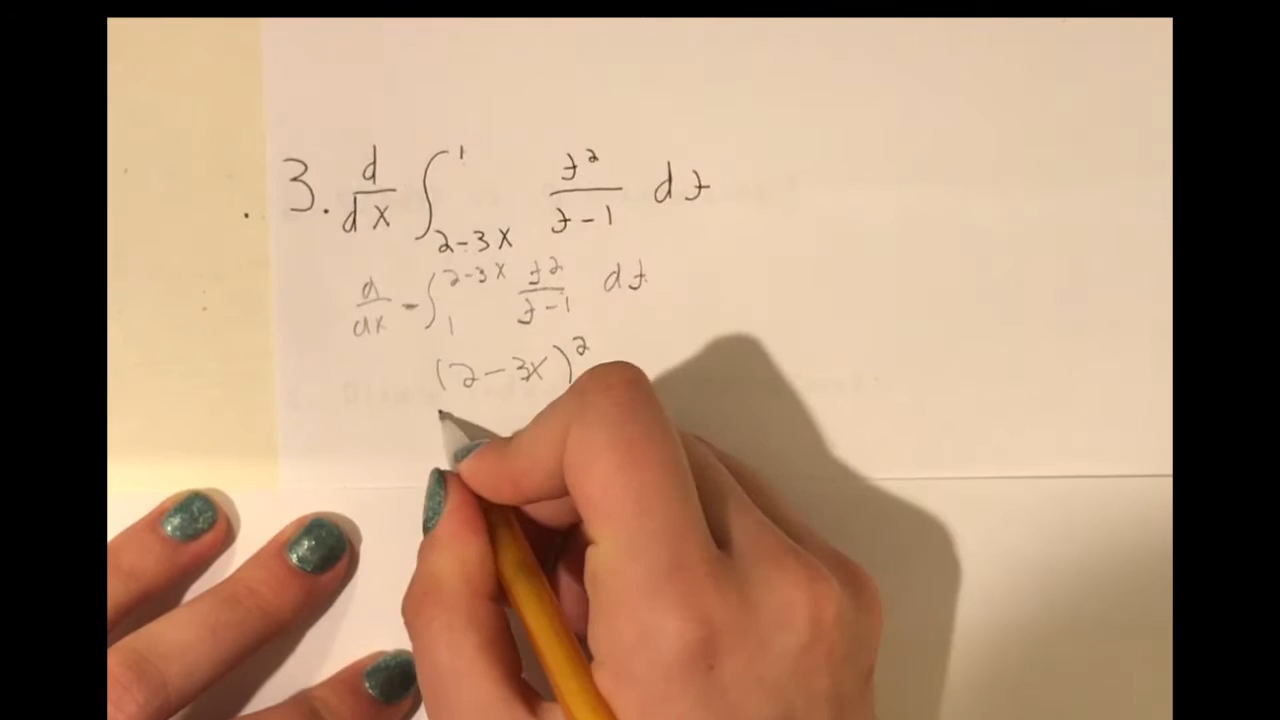 3. d/dx ∫_{2-3x}^{1} t²/(t-1) dt
d/dx -∫_{1}^{2-3x} t²/(t-1) dt
(2-3x)²